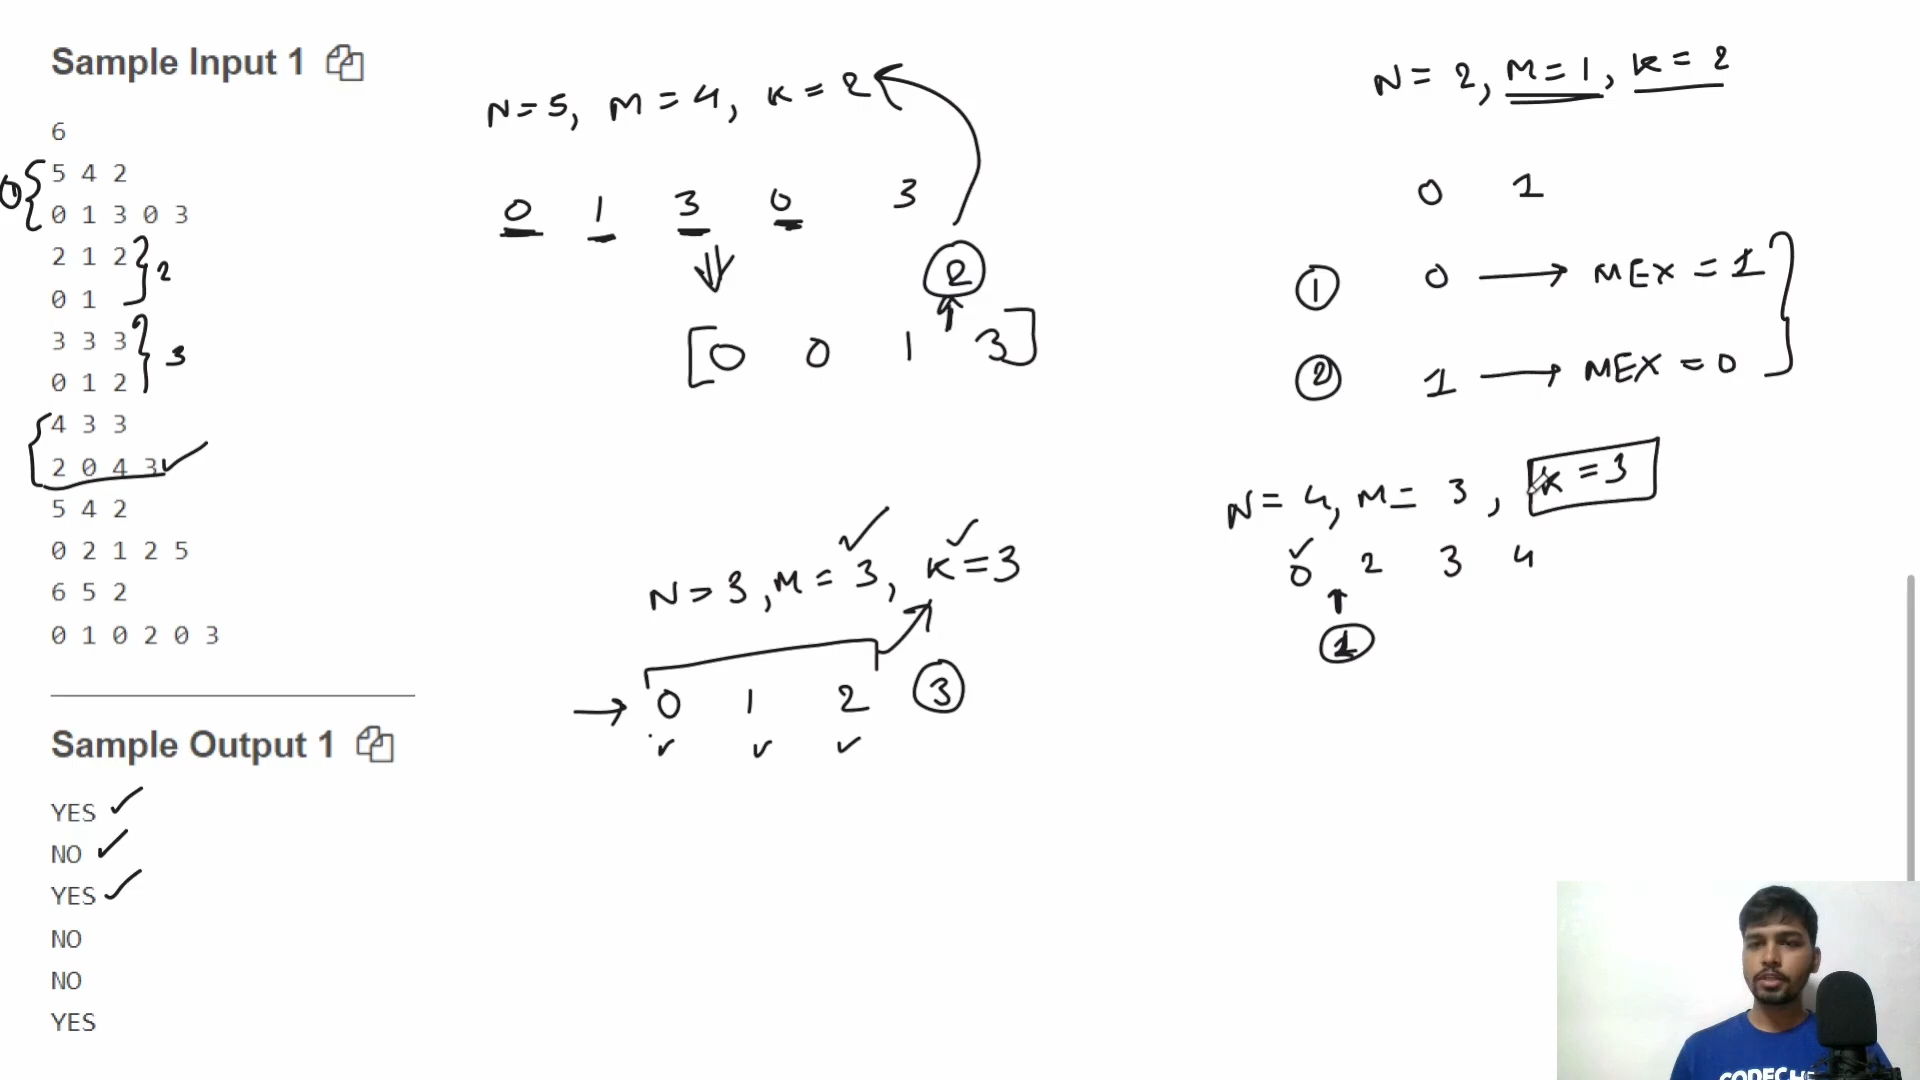 Sample Input 1
6
5 4 2
0 1 3 0 3
2 1 2
0 1
3 3 3
0 1 2
4 3 3
2 0 4 3
5 4 2
0 2 1 2 5
6 5 2
0 1 0 2 0 3
0
2
3
Sample Output 1
YES
NO
YES
NO
NO
YES
N=5, M=4, K=2
0 1 3 0 3
2
[0 0 1 3]
N=3, M=3, K=3
0 1 2 3
N=2, M=1, K=2
0 1
1 0 → MEX = 1
2 1 → MEX = 0
N=4, M=3, K=3
0 2 3 4
1